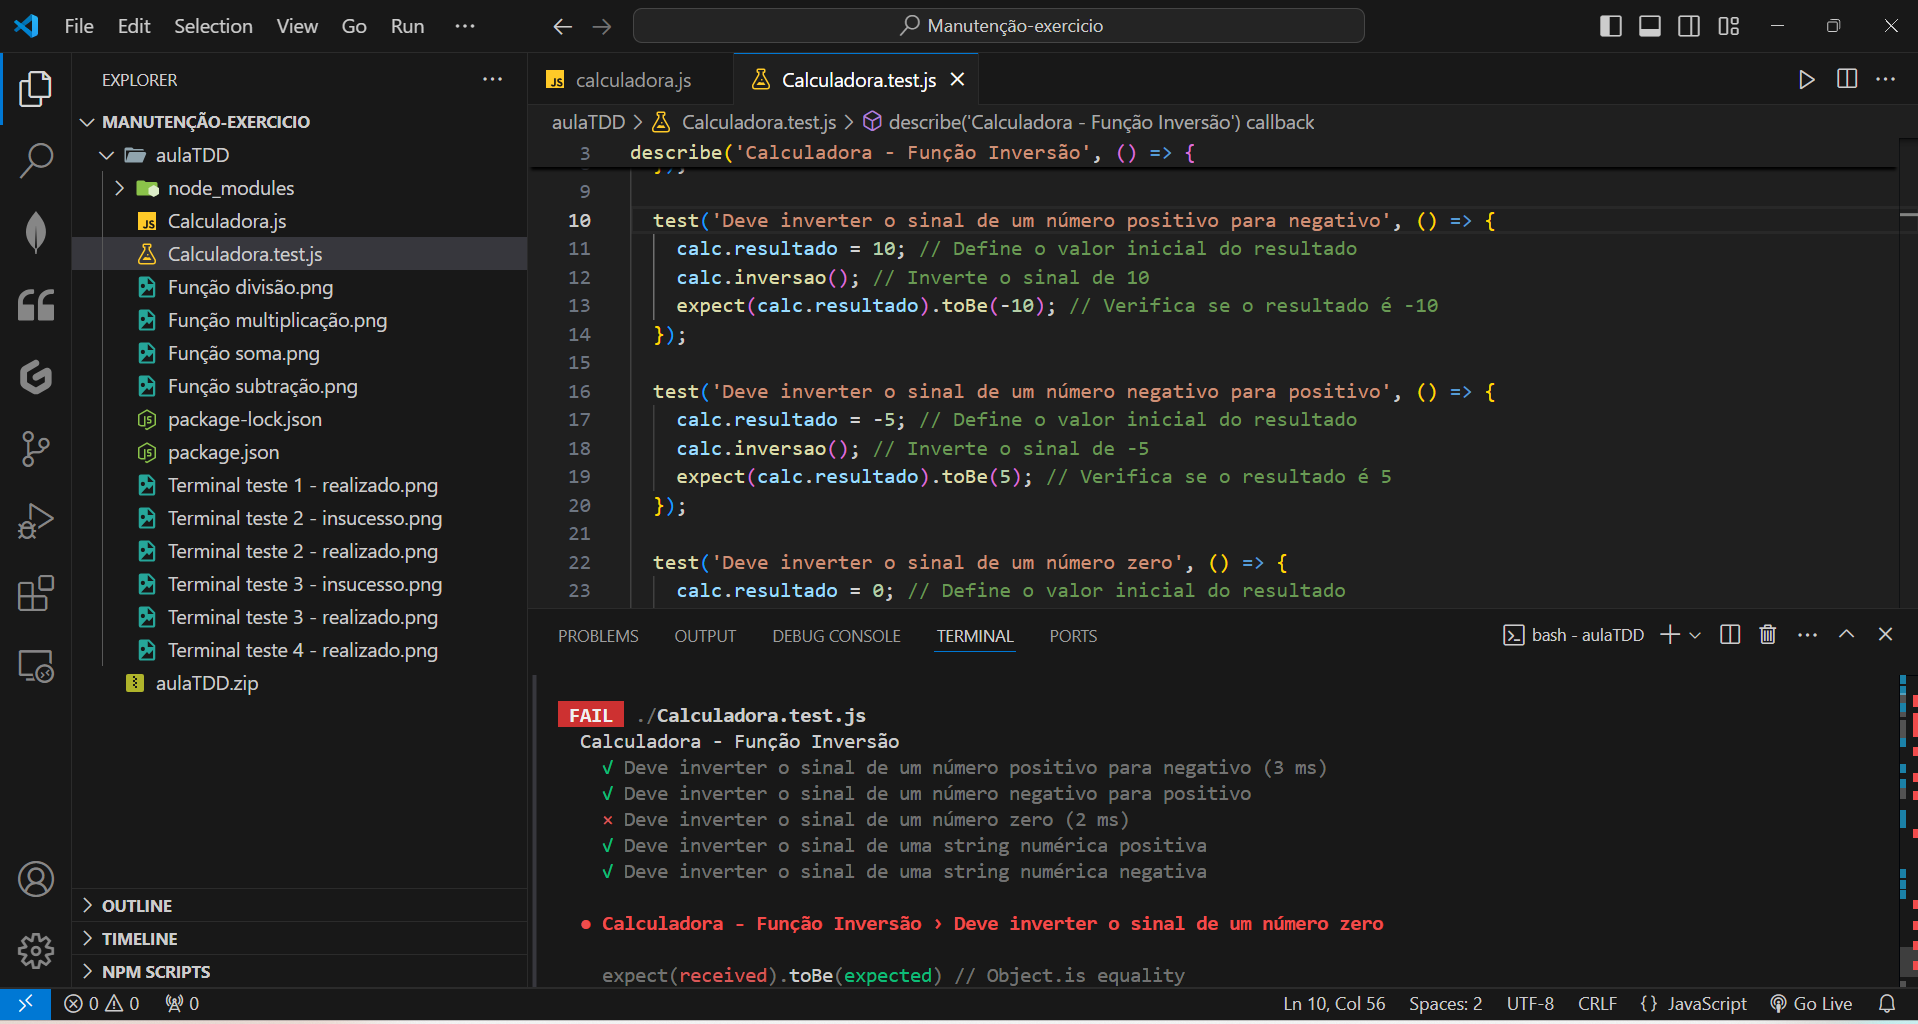 File Edit Selection View Go Run ···
Manutenção-exercicio
EXPLORER
MANUTENÇÃO-EXERCICIO
aulaTDD
node_modules
JS Calculadora.js
Calculadora.test.js
Função divisão.png
Função multiplicação.png
Função soma.png
Função subtração.png
package-lock.json
package.json
Terminal teste 1 - realizado.png
Terminal teste 2 - insucesso.png
Terminal teste 2 - realizado.png
Terminal teste 3 - insucesso.png
Terminal teste 3 - realizado.png
Terminal teste 4 - realizado.png
aulaTDD.zip
OUTLINE
TIMELINE
NPM SCRIPTS
JS calculadora.js Calculadora.test.js
aulaTDD > Calculadora.test.js > describe('Calculadora - Função Inversão') callback
3 describe('Calculadora - Função Inversão', () => {
9
10 test('Deve inverter o sinal de um número positivo para negativo', () => {
11 calc.resultado = 10; // Define o valor inicial do resultado
12 calc.inversao(); // Inverte o sinal de 10
13 expect(calc.resultado).toBe(-10); // Verifica se o resultado é -10
14 });
15
16 test('Deve inverter o sinal de um número negativo para positivo', () => {
17 calc.resultado = -5; // Define o valor inicial do resultado
18 calc.inversao(); // Inverte o sinal de -5
19 expect(calc.resultado).toBe(5); // Verifica se o resultado é 5
20 });
21
22 test('Deve inverter o sinal de um número zero', () => {
23 calc.resultado = 0; // Define o valor inicial do resultado
PROBLEMS OUTPUT DEBUG CONSOLE TERMINAL PORTS
bash - aulaTDD
FAIL ./Calculadora.test.js
Calculadora - Função Inversão
√ Deve inverter o sinal de um número positivo para negativo (3 ms)
√ Deve inverter o sinal de um número negativo para positivo
× Deve inverter o sinal de um número zero (2 ms)
√ Deve inverter o sinal de uma string numérica positiva
√ Deve inverter o sinal de uma string numérica negativa
● Calculadora - Função Inversão › Deve inverter o sinal de um número zero
expect(received).toBe(expected) // Object.is equality
0 0 0
Ln 10, Col 56 Spaces: 2 UTF-8 CRLF {} JavaScript Go Live